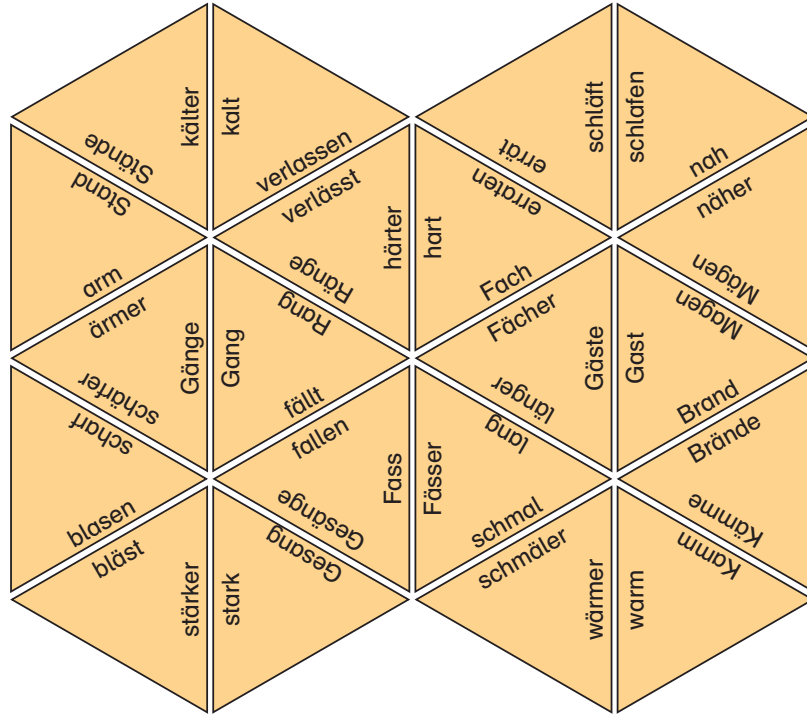 kälter
kalt
schläft
schlafen
Stände
Stand
verlassen
verlässt
errät
erraten
nah
näher
arm
ärmer
Ränge
Rang
härter
hart
Fach
Fächer
Mägen
Magen
Gänge
Gang
Gäste
Gast
schärfer
scharf
fällt
fallen
länger
lang
Brand
Brände
blasen
bläst
Gesänge
Gesang
Fass
Fässer
schmal
schmäler
Kämme
Kamm
stärker
stark
wärmer
warm